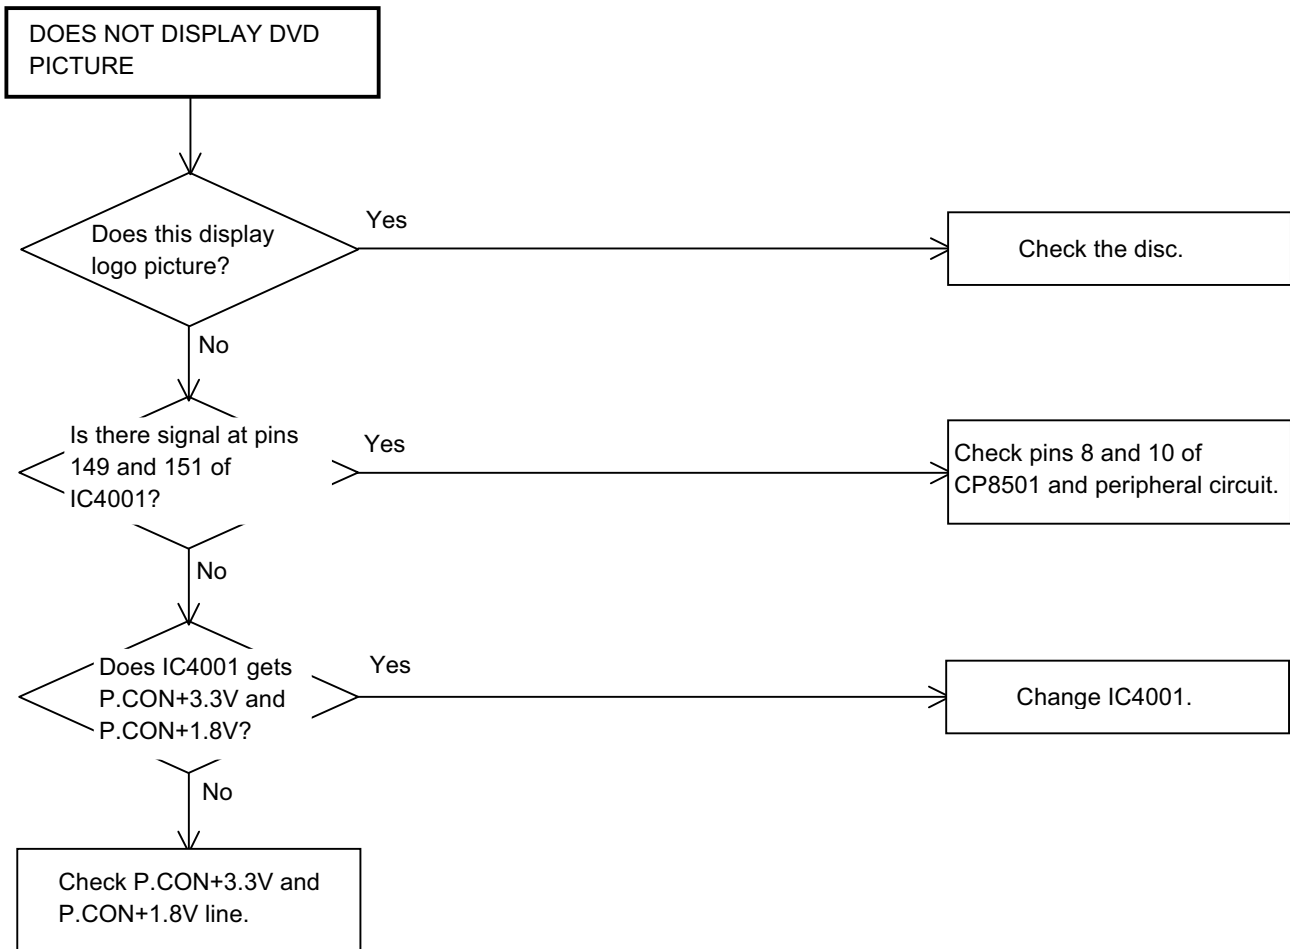 DOES NOT DISPLAY DVD
PICTURE
Does this display
logo picture?
Yes
Check the disc.
No
Is there signal at pins
149 and 151 of
IC4001?
Yes
Check pins 8 and 10 of
CP8501 and peripheral circuit.
No
Does IC4001 gets
P.CON+3.3V and
P.CON+1.8V?
Yes
Change IC4001.
No
Check P.CON+3.3V and
P.CON+1.8V line.